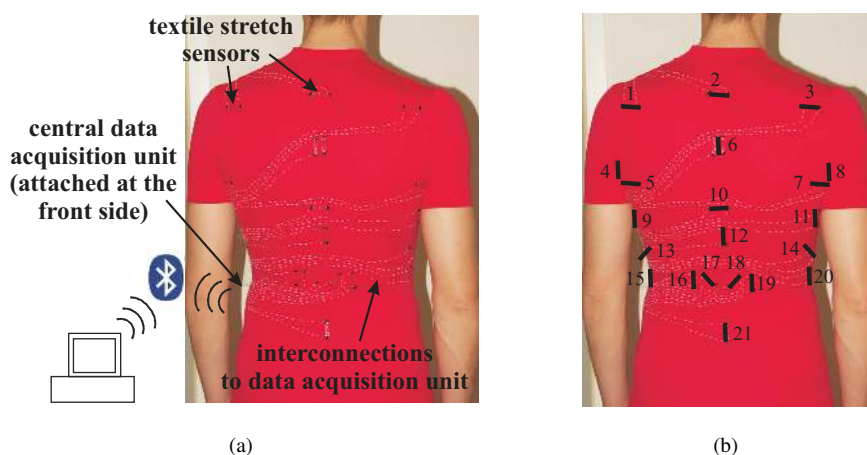 textile stretch
sensors
central data
acquisition unit
(attached at the
front side)
interconnections
to data acquisition unit
(a)
1
2
3
6
4
5
7
8
9
10
11
12
13
14
15
16
17
18
19
20
21
(b)